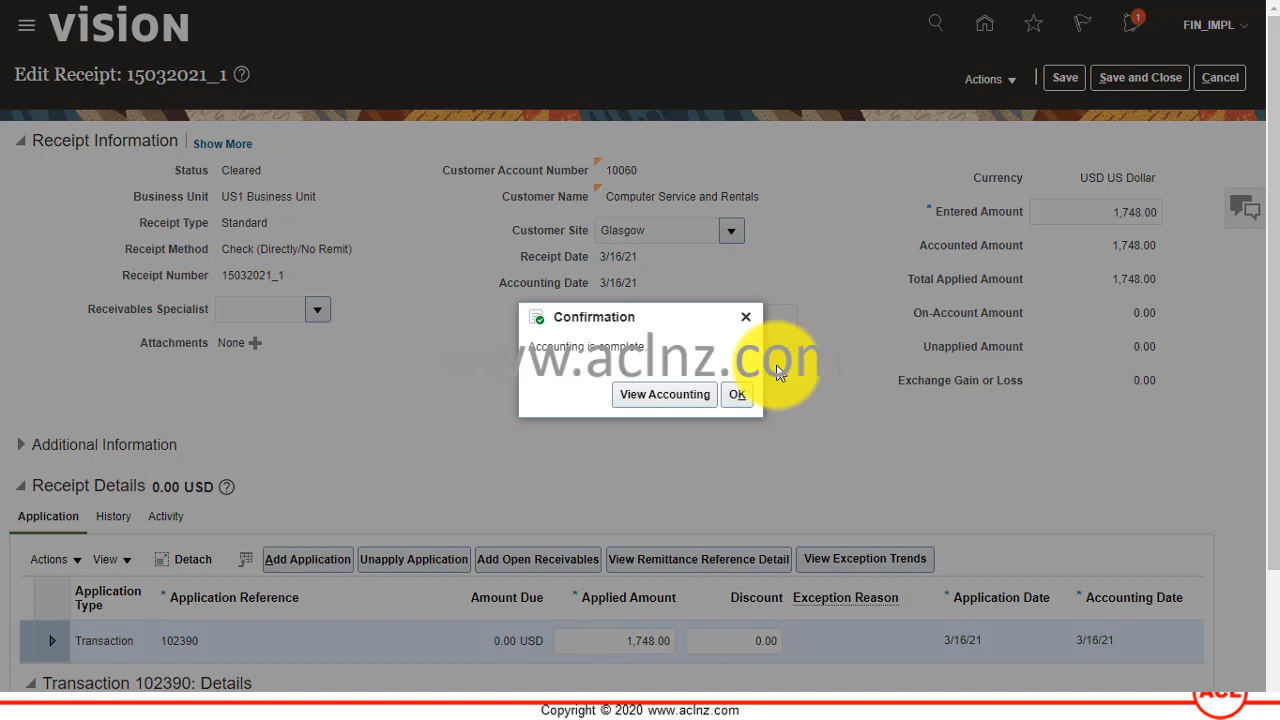 vision
1
FIN_IMPL
Edit Receipt: 15032021_1
Actions
Save
Save and Close
Cancel
Receipt Information
Show More
Status Cleared
Business Unit US1 Business Unit
Receipt Type Standard
Receipt Method Check (Directly/No Remit)
Receipt Number 15032021_1
Receivables Specialist
Attachments None
Customer Account Number 10060
Customer Name Computer Service and Rentals
Customer Site Glasgow
Receipt Date 3/16/21
Accounting Date 3/16/21
Currency USD US Dollar
* Entered Amount 1,748.00
Accounted Amount 1,748.00
Total Applied Amount 1,748.00
On-Account Amount 0.00
Unapplied Amount 0.00
Exchange Gain or Loss 0.00
Confirmation
Accounting is complete.
www.aclnz.com
View Accounting
OK
Additional Information
Receipt Details 0.00 USD
Application History Activity
Actions View Detach Add Application Unapply Application Add Open Receivables View Remittance Reference Detail View Exception Trends
Application Type * Application Reference Amount Due * Applied Amount Discount Exception Reason * Application Date * Accounting Date
Transaction 102390 0.00 USD 1,748.00 0.00 3/16/21 3/16/21
Transaction 102390: Details
ACL
Copyright © 2020 www.aclnz.com